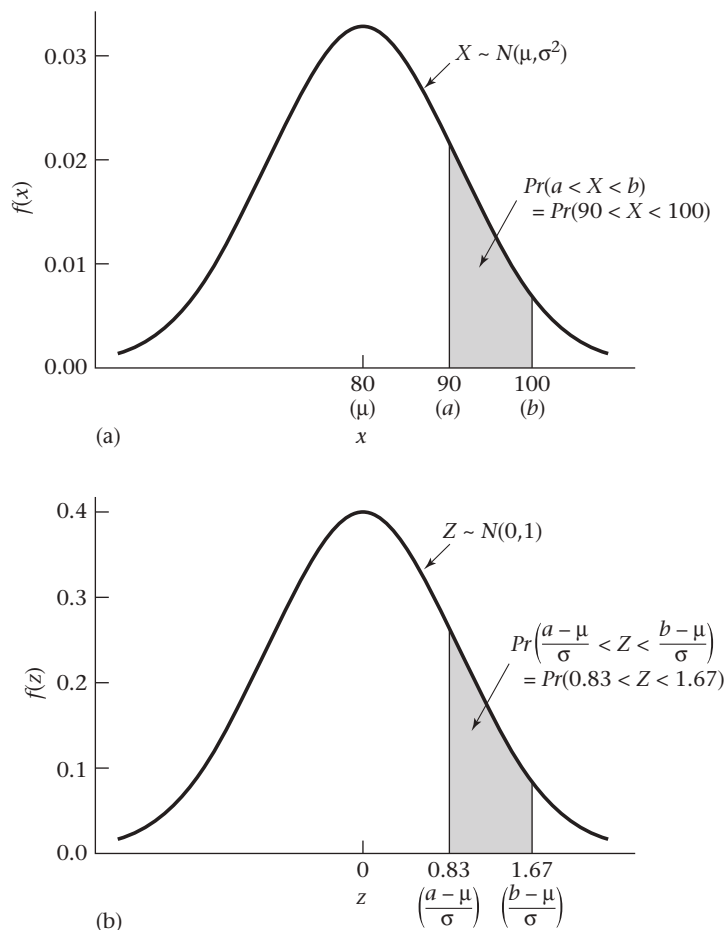 0.03
X ~ N(μ,σ²)
0.02
f(x)
Pr(a < X < b)
= Pr(90 < X < 100)
0.01
0.00
80 90 100
(μ) (a) (b)
(a) x
0.4
Z ~ N(0,1)
0.3
Pr(a – μ/σ < Z < b – μ/σ)
= Pr(0.83 < Z < 1.67)
f(z)
0.2
0.1
0.0
0 0.83 1.67
z (a – μ/σ) (b – μ/σ)
(b)